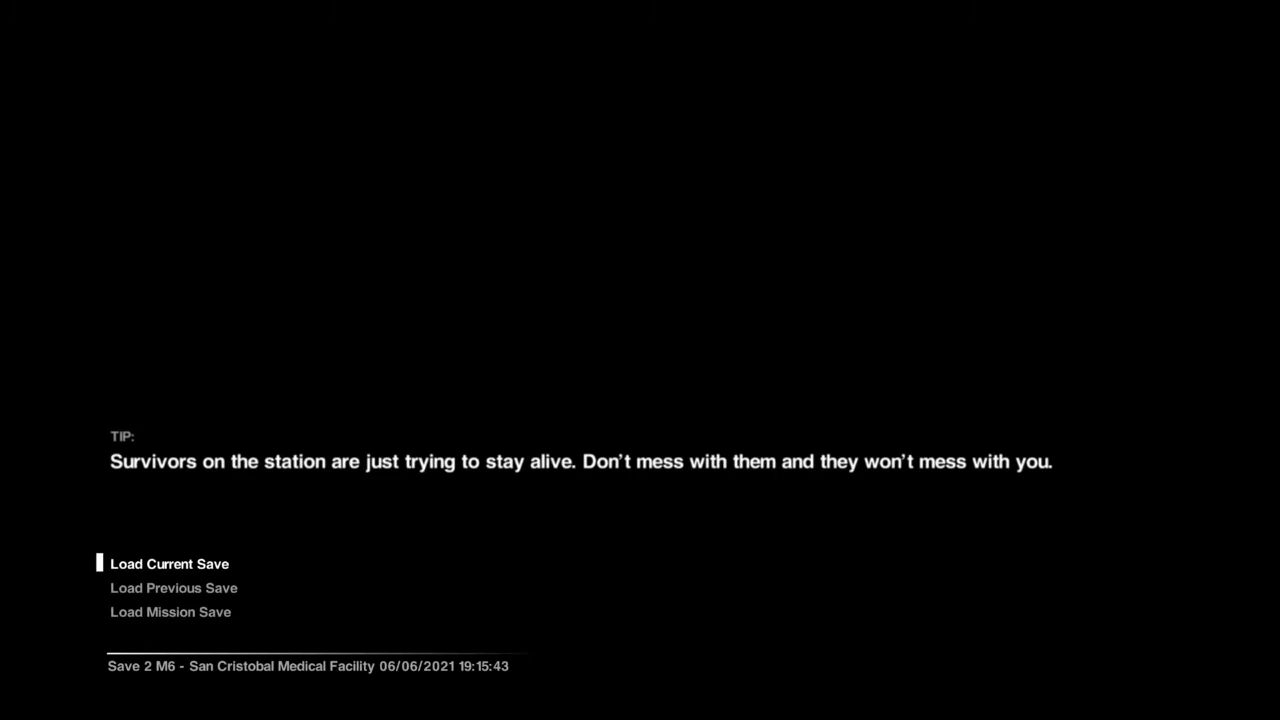 TIP:
Survivors on the station are just trying to stay alive. Don’t mess with them and they won’t mess with you.
Load Current Save
Load Previous Save
Load Mission Save
Save 2 M6 - San Cristobal Medical Facility 06/06/2021 19:15:43